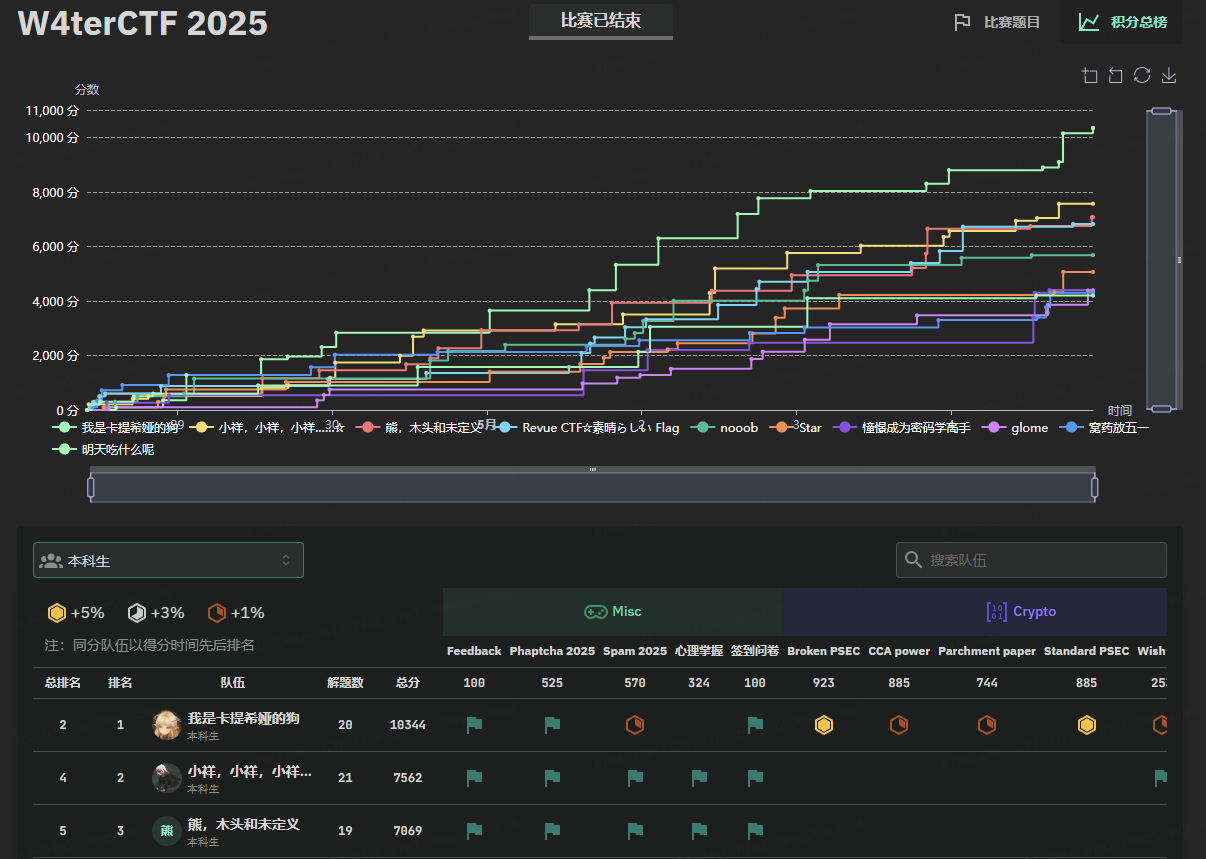 W4terCTF 2025
比赛已结束
比赛题目
积分总榜
分数
11,000 分
10,000 分
8,000 分
6,000 分
4,000 分
2,000 分
0 分
29 30 5月 2 3
时间
我是卡提希娅的狗 小祥，小祥，小祥...... 熊，木头和未定义 Revue CTF☆素晴らしい Flag nooob Star 憧憬成为密码学高手 glome 窝药放五一
明天吃什么呢
本科生
搜索队伍
+5% +3% +1%
Misc
Crypto
注：同分队伍以得分时间先后排名
Feedback Phaptcha 2025 Spam 2025 心理学掌握 签到问卷 Broken PSEC CCA power Parchment paper Standard PSEC Wish
总排名 排名 队伍 解题数 总分 100 525 570 324 100 923 885 744 885 25
2 1 我是卡提希娅的狗 20 10344
本科生
4 2 小祥，小祥，小祥... 21 7562
本科生
5 3 熊 熊，木头和未定义 19 7069
本科生